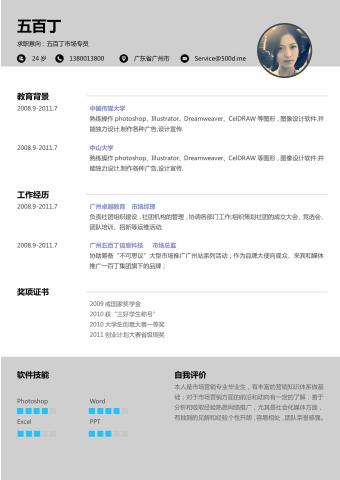 五百丁
求职意向：五百丁市场专员
24 岁 1380013800 广东省广州市 Service@500d.me
教育背景
2008.9-2011.7 中国传媒大学
熟练操作 photoshop, Illustrator, Dreamweaver, CelDRAW 等图形，图像设计软件.并
能独力设计,制作各种广告,设计宣传.
2008.9-2011.7 中山大学
熟练操作 photoshop, Illustrator, Dreamweaver, CelDRAW 等图形，图像设计软件.并
能独力设计,制作各种广告,设计宣传.
工作经历
2008.9-2011.7 广州卓越教育 市场经理
负责社团组织建设，社团机构的管理，协调各部门工作;组织策划社团的成立大会、竞选会、
团队培训、招新等运维活动;
2008.9-2011.7 广州五百丁信息科技 市场总监
协助筹备“不可思议”大型市场推广广州站系列活动；作为品牌大使向观众、来宾和媒体
推广一百丁集团旗下的品牌；
奖项证书
2009 或国家奖学金
2010 获“三好学生称号”
2010 大学生创意大赛一等奖
2011 创业计划大赛省级铜奖
软件技能
Photoshop Word
Excel PPT
自我评价
本人是市场营销专业毕业生，有丰富的营销知识体系做基
础；对于市场营销方面的前沿和动向有一定的了解，善于
分析和吸取经验熟悉网络推广，尤其是社会化媒体方面，
有独到的见解和经验个性开朗，容易相处，团队荣誉感强。